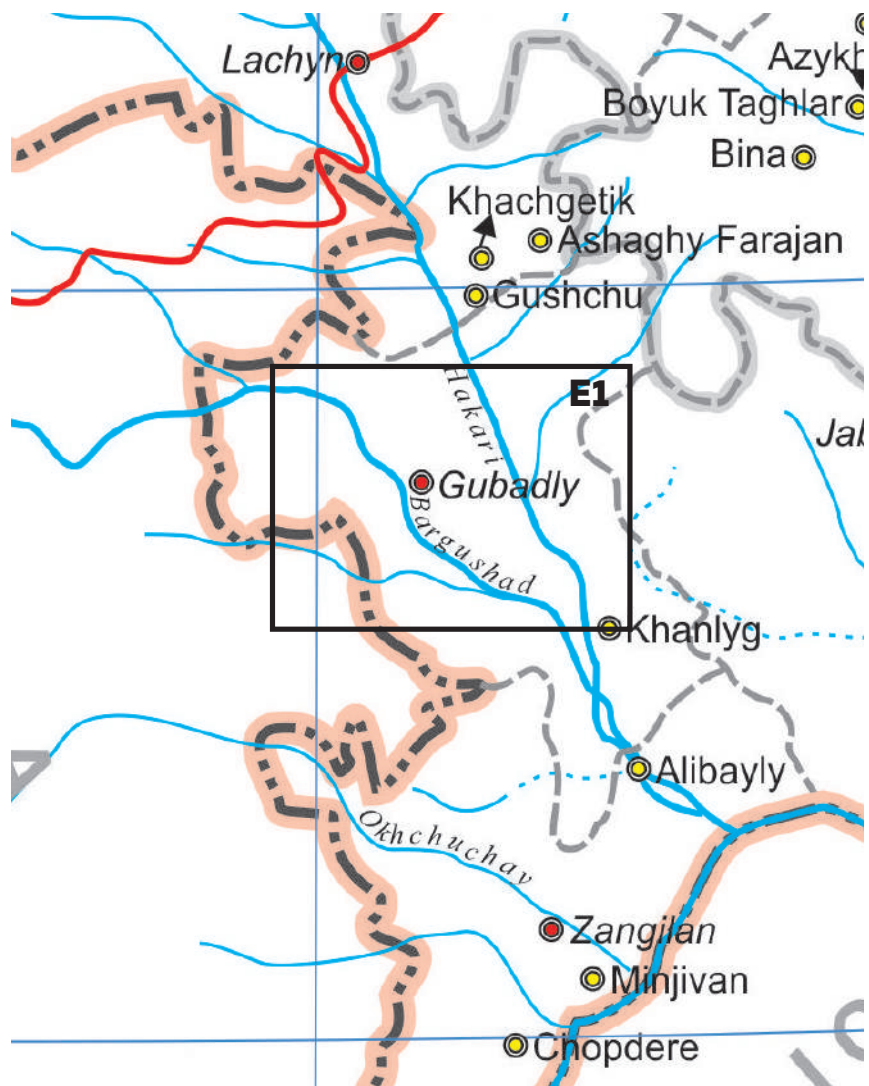 Lachyn
Azykh
Boyuk Taghlar
Bina
Khachgetik
Ashaghy Farajan
Gushchu
E1
Hakari
Jab
Gubadly
Bargushad
Khanlyg
Alibayly
Okhchuchay
Zangilan
Minjivan
Chopdere